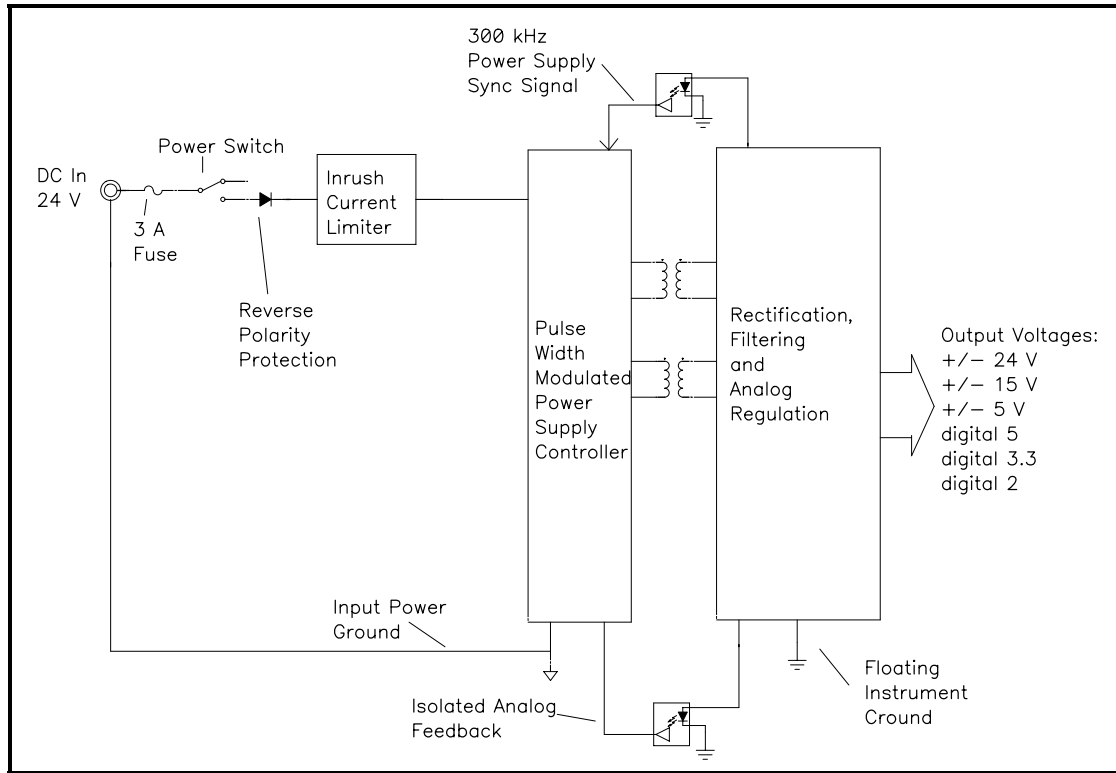 300 kHz
Power Supply
Sync Signal
Power Switch
DC In
24 V
3 A
Fuse
Inrush
Current
Limiter
Reverse
Polarity
Protection
Pulse
Width
Modulated
Power
Supply
Controller
Rectification,
Filtering
and
Analog
Regulation
Output Voltages:
+/- 24 V
+/- 15 V
+/- 5 V
digital 5
digital 3.3
digital 2
Input Power
Ground
Isolated Analog
Feedback
Floating
Instrument
Cround